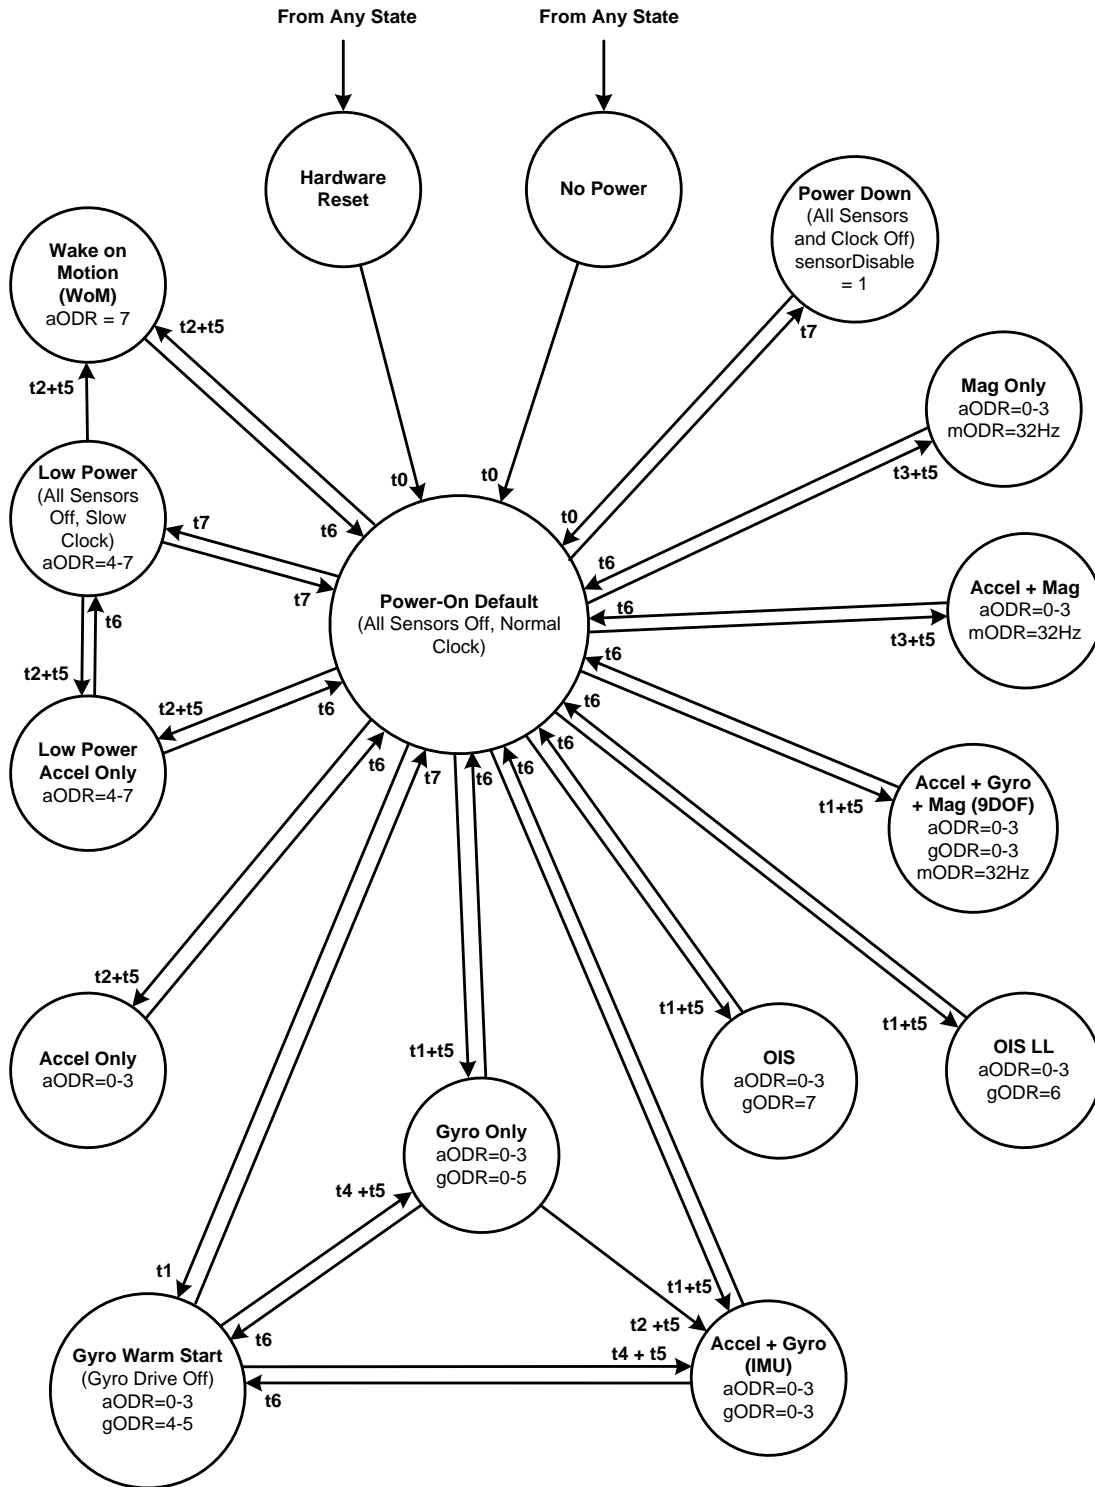 From Any State
From Any State
Hardware
Reset
No Power
Power Down
(All Sensors
and Clock Off)
sensorDisable
= 1
Wake on
Motion
(WoM)
aODR = 7
t2+t5
t7
t2+t5
Mag Only
aODR=0-3
mODR=32Hz
t3+t5
Low Power
(All Sensors
Off, Slow
Clock)
aODR=4-7
t0
t0
t0
t6
t7
t7
t6
Power-On Default
(All Sensors Off, Normal
Clock)
Accel + Mag
aODR=0-3
mODR=32Hz
t6
t3+t5
t6
t6
t2+t5
t2+t5
t6
t6
Low Power
Accel Only
aODR=4-7
t6
t7
t6
t6
t6
Accel + Gyro
+ Mag (9DOF)
aODR=0-3
gODR=0-3
mODR=32Hz
t1+t5
t2+t5
t1+t5
t1+t5
t1+t5
Accel Only
aODR=0-3
OIS
aODR=0-3
gODR=7
OIS LL
aODR=0-3
gODR=6
Gyro Only
aODR=0-3
gODR=0-5
t4 +t5
t1
t1+t5
t2 +t5
t6
Gyro Warm Start
(Gyro Drive Off)
aODR=0-3
gODR=4-5
t4 + t5
t6
Accel + Gyro
(IMU)
aODR=0-3
gODR=0-3